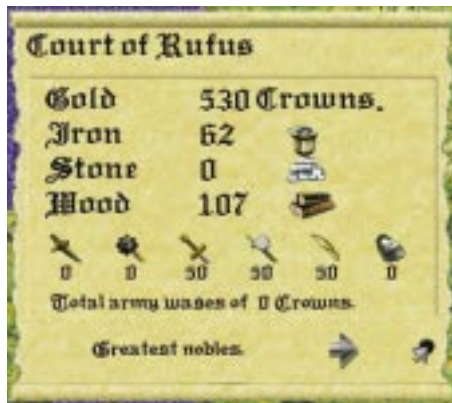 Court of Rufus
Gold 530 Crowns.
Iron 62
Stone 0
Wood 107
0 0 50 50 50 0
Total army wages of 0 Crowns.
Greatest nobles.